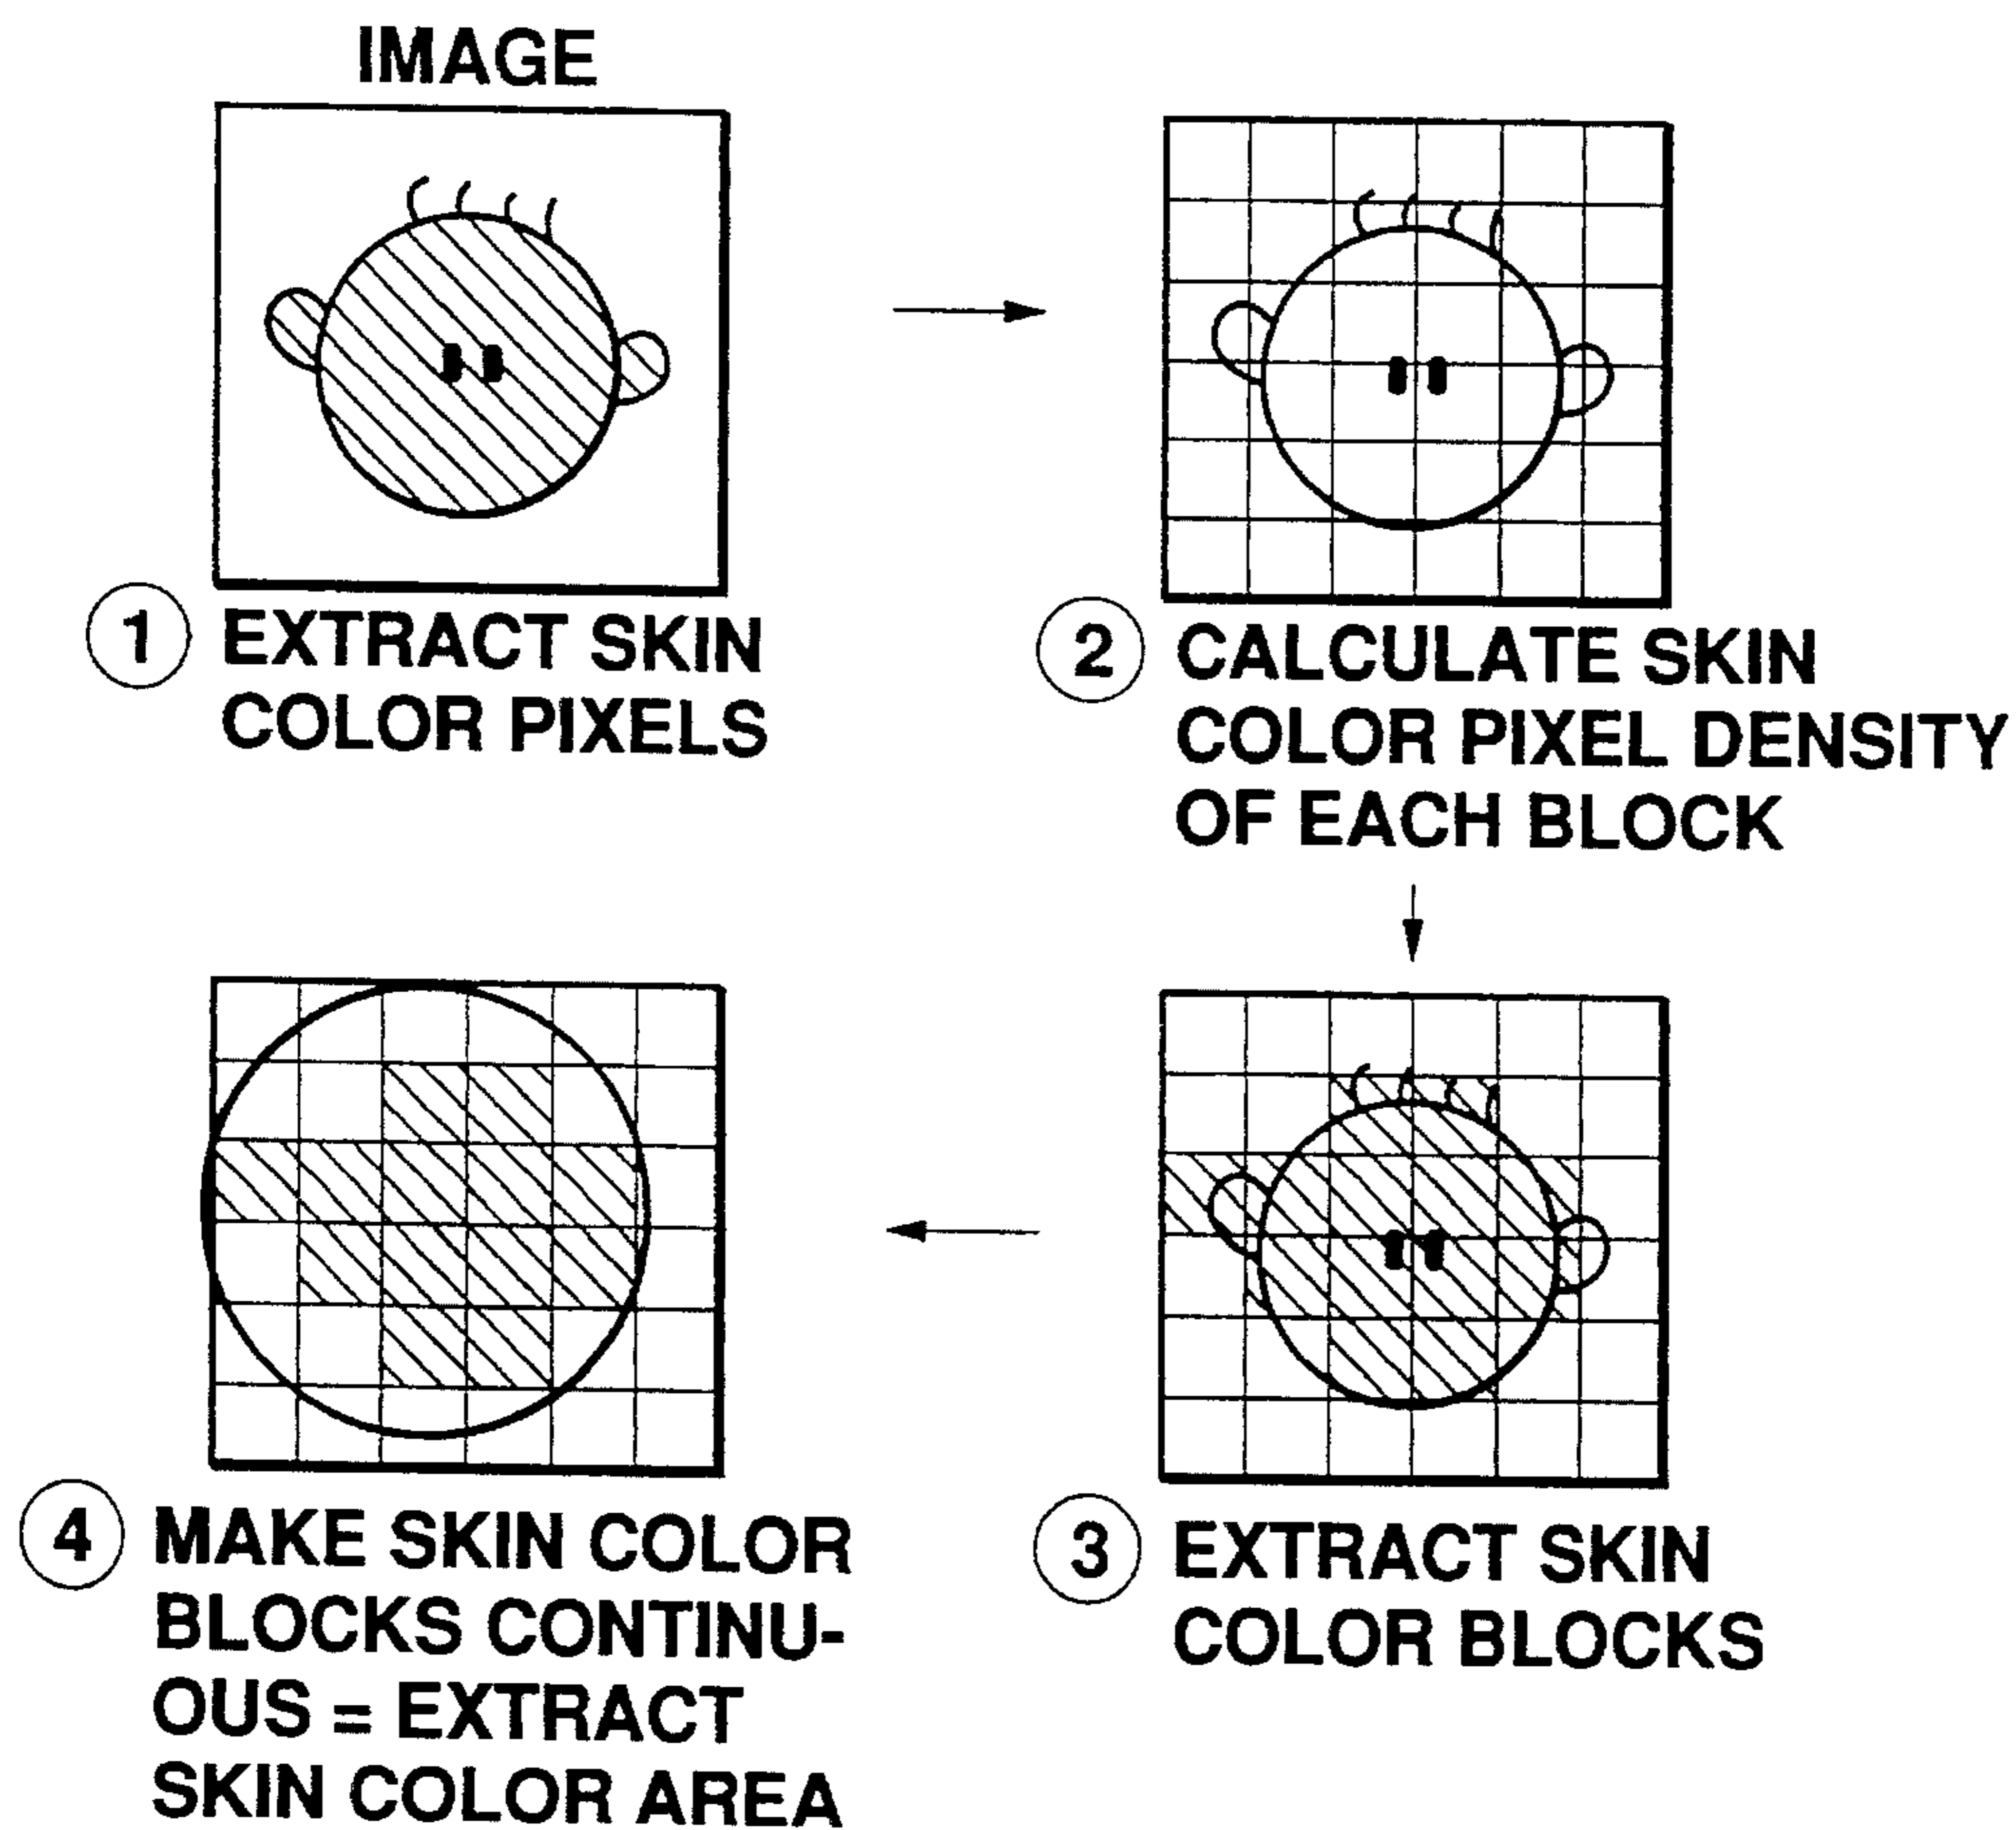 IMAGE
1 EXTRACT SKIN
COLOR PIXELS
2 CALCULATE SKIN
COLOR PIXEL DENSITY
OF EACH BLOCK
3 EXTRACT SKIN
COLOR BLOCKS
4 MAKE SKIN COLOR
BLOCKS CONTINU-
OUS = EXTRACT
SKIN COLOR AREA